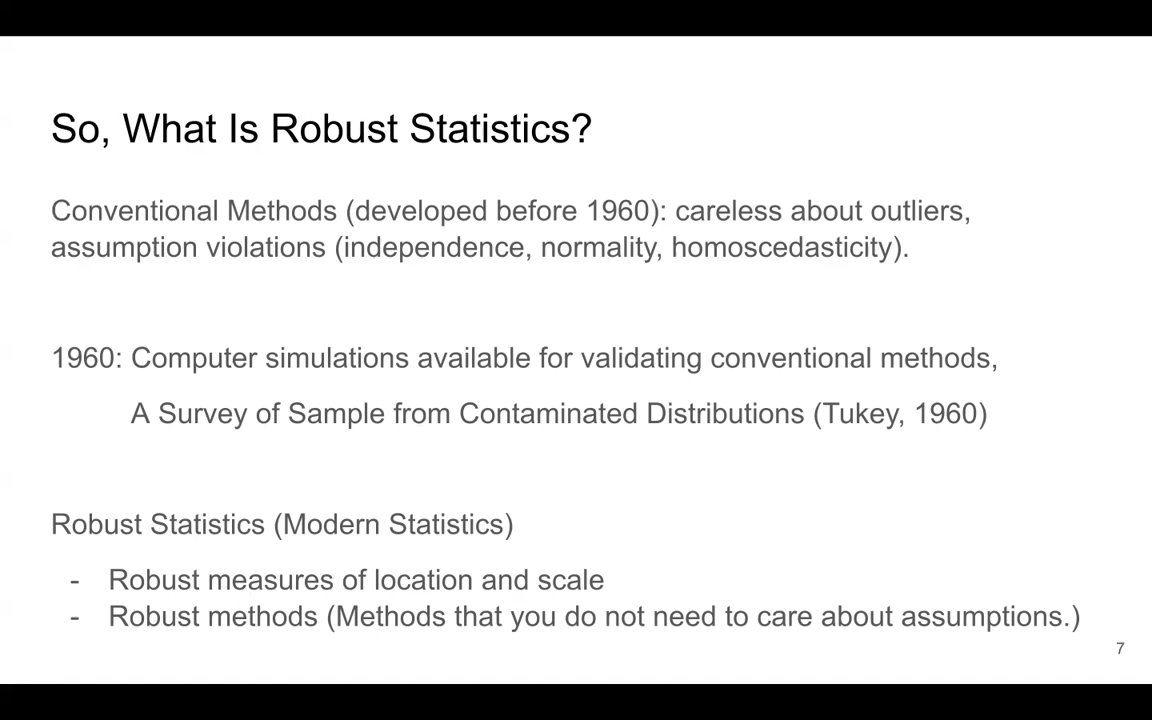 So, What Is Robust Statistics?
Conventional Methods (developed before 1960): careless about outliers,
assumption violations (independence, normality, homoscedasticity).
1960: Computer simulations available for validating conventional methods,
A Survey of Sample from Contaminated Distributions (Tukey, 1960)
Robust Statistics (Modern Statistics)
- Robust measures of location and scale
- Robust methods (Methods that you do not need to care about assumptions.)
7